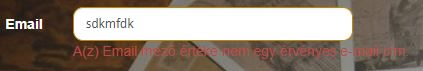 Email sdkmfdk
A(z) Email mező értéke nem egy érvényes e-mail cím